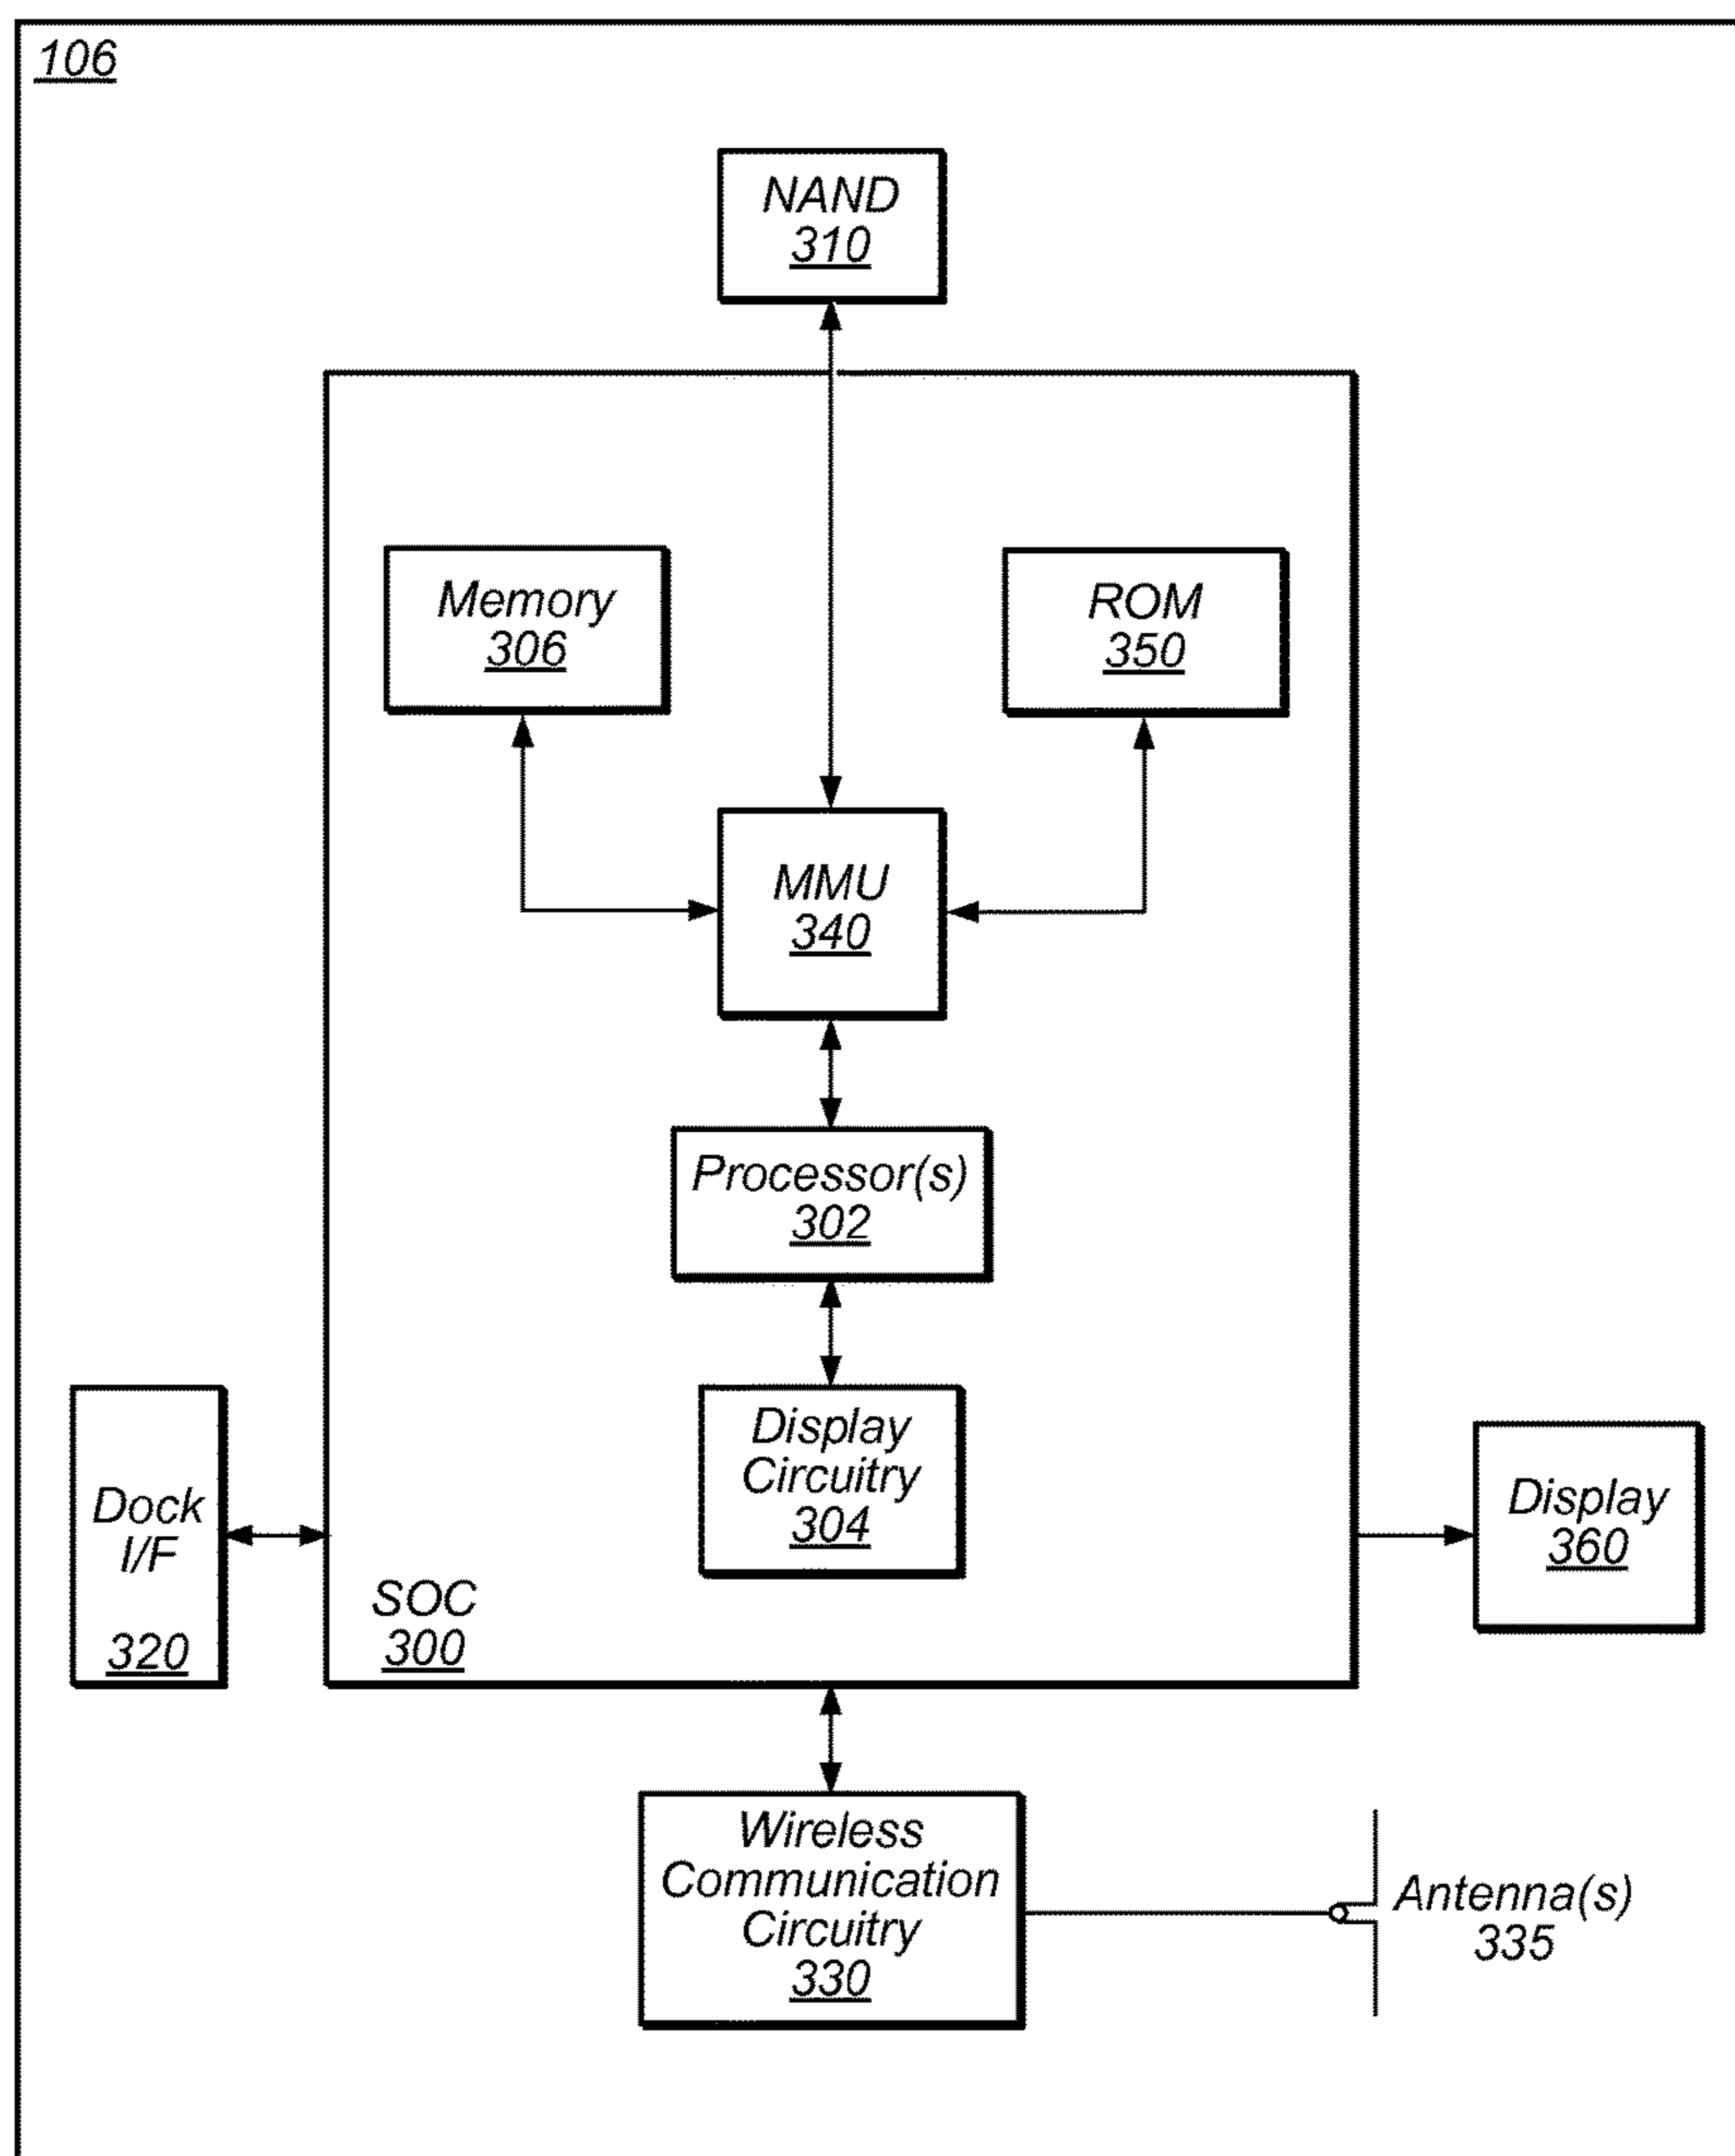 106
NAND
310
Memory
306
ROM
350
MMU
340
Processor(s)
302
Display
Circuitry
304
Dock
I/F
320
SOC
300
Display
360
Wireless
Communication
Circuitry
330
Antenna(s)
335